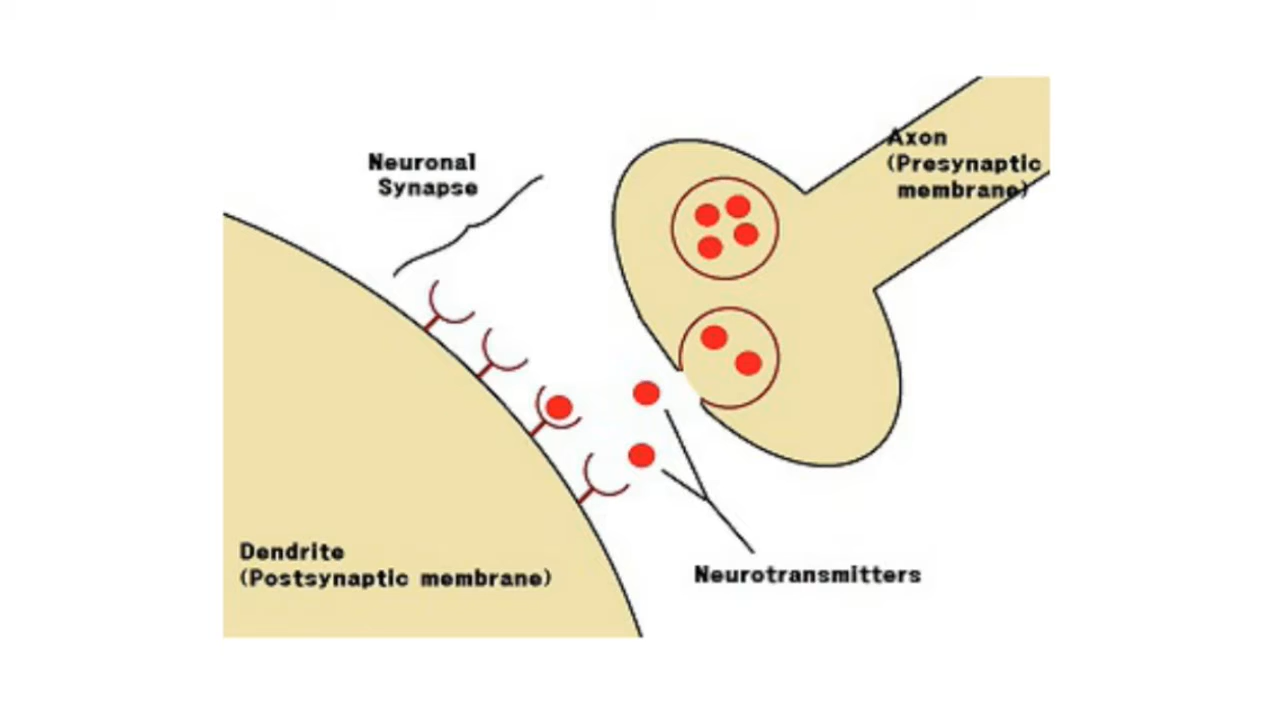 Neuronal
Synapse
Axon
(Presynaptic
membrane)
Dendrite
(Postsynaptic membrane)
Neurotransmitters